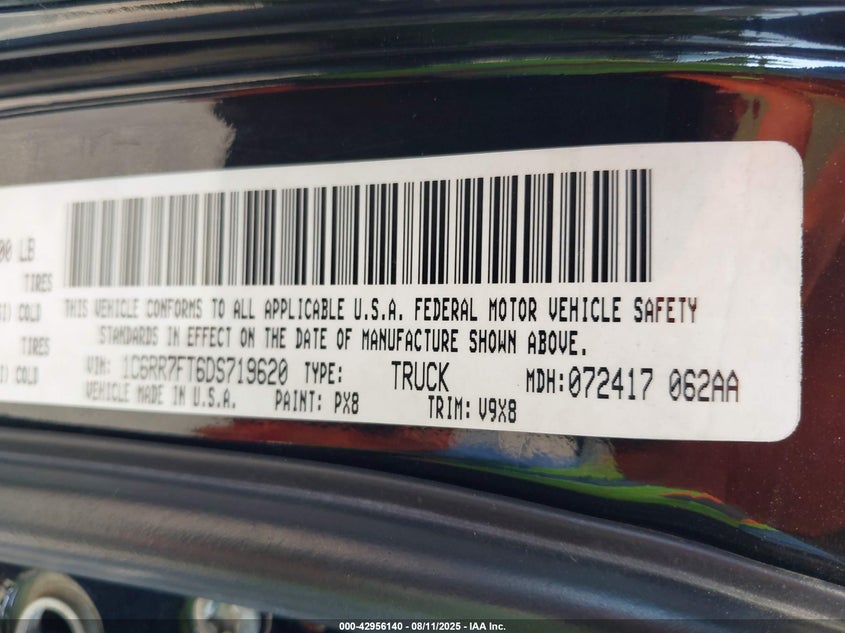 00 LB
TIRES
I) COLD
TIRES
I) COLD
THIS VEHICLE CONFORMS TO ALL APPLICABLE U.S.A. FEDERAL MOTOR VEHICLE SAFETY
STANDARDS IN EFFECT ON THE DATE OF MANUFACTURE SHOWN ABOVE.
VIN: 1C6RR7FT6DS719620 TYPE: TRUCK MDH: 072417 062AA
VEHICLE MADE IN U.S.A. PAINT: PX8 TRIM: V9X8
000-42956140 - 08/11/2025 - IAA Inc.